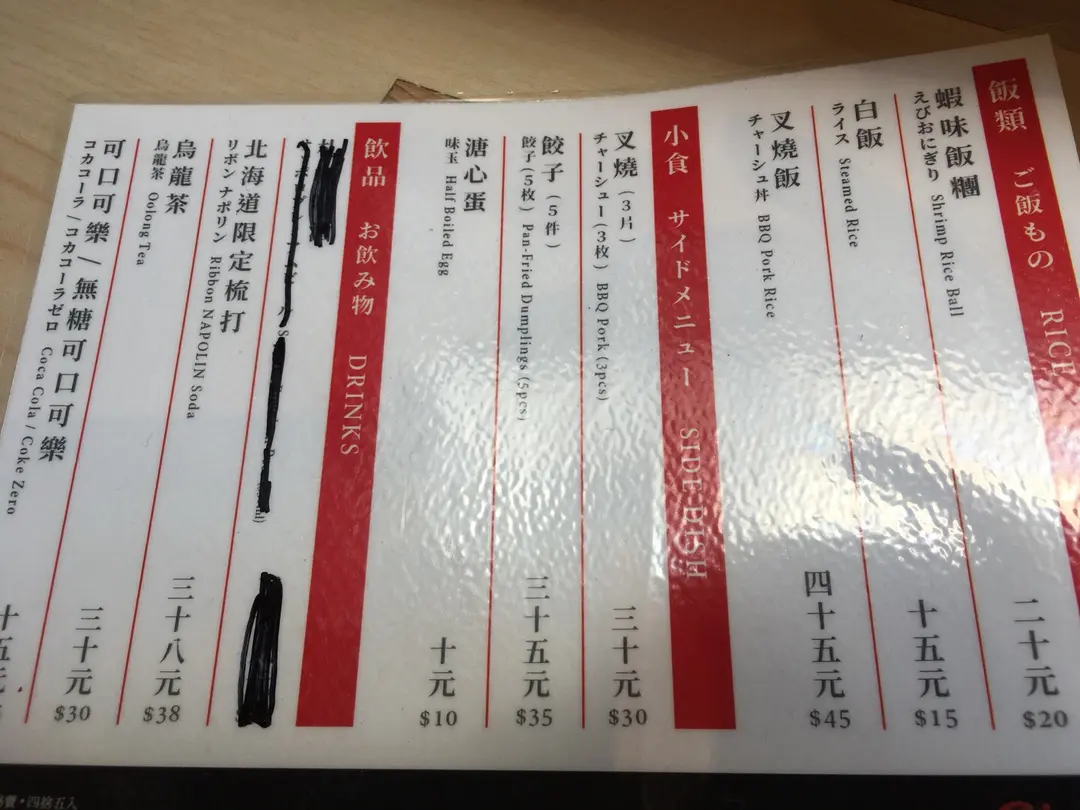 飯類 ご飯もの RICE
蝦味飯糰 二十元
えびおにぎり Shrimp Rice Ball $20
白飯 十五元
ライス Steamed Rice $15
叉燒飯 四十五元
チャーシュ丼 BBQ Pork Rice $45
小食 サイドメニュー SIDE DISH
叉燒（3片） 三十元
チャーシュー（3枚） BBQ Pork (3pcs) $30
餃子（5件） 三十五元
餃子（5枚） Pan-Fried Dumplings (5pcs) $35
溏心蛋 十元
味玉 Half Boiled Egg $10
飲品 お飲み物 DRINKS
北海道限定梳打 三十八元
リボン ナポリン Ribbon NAPOLIN Soda $38
烏龍茶 三十元
烏龍茶 Oolong Tea $30
可口可樂/無糖可口可樂 十五元
コカコーラ/コカコーラゼロ Coca Cola / Coke Zero
費・四捨五入